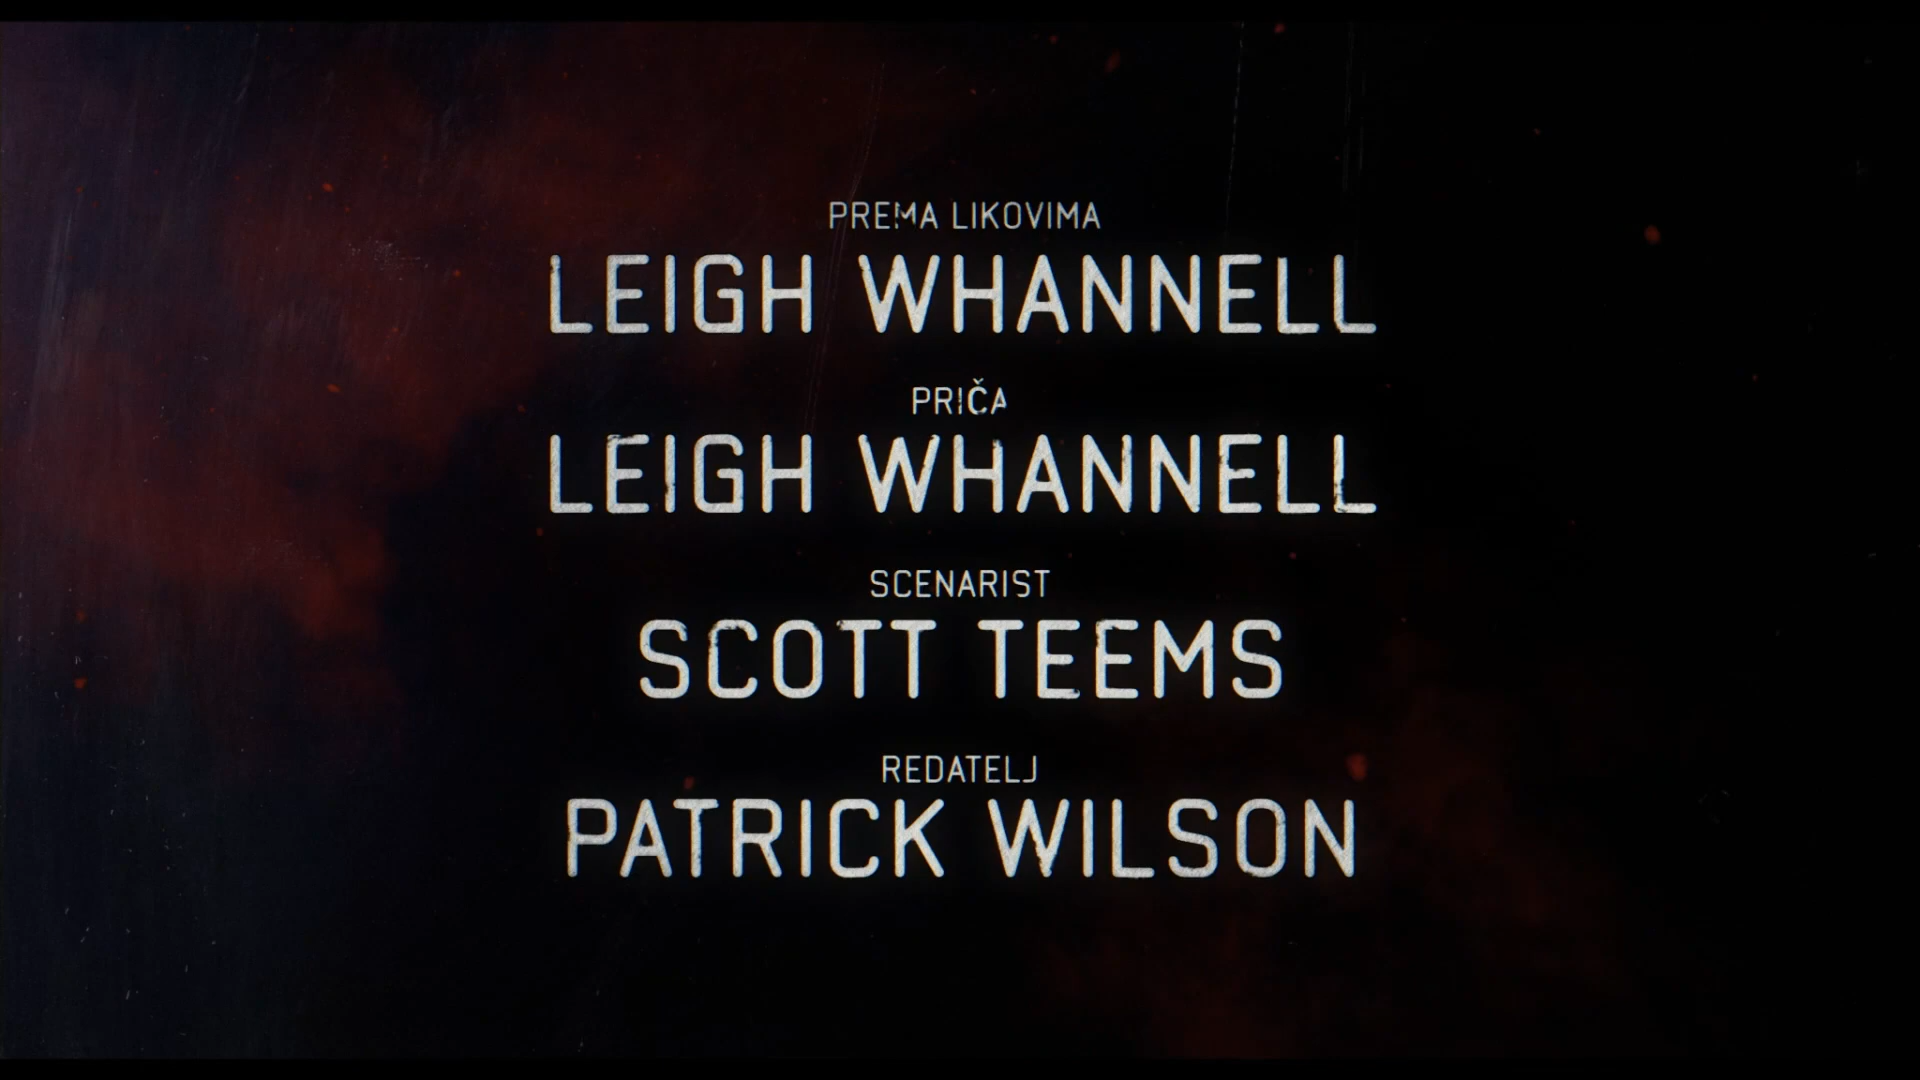 PREMA LIKOVIMA
LEIGH WHANNELL
PRIČA
LEIGH WHANNELL
SCENARIST
SCOTT TEEMS
REDATELJ
PATRICK WILSON